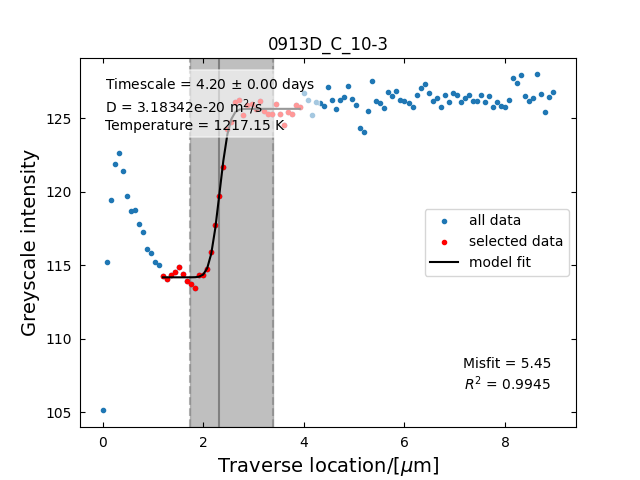 0913D_C_10-3
Timescale = 4.20 ± 0.00 days
D = 3.18342e-20 m²/s
Temperature = 1217.15 K
125
120
115
110
105
Greyscale intensity
all data
selected data
model fit
Misfit = 5.45
R² = 0.9945
0 2 4 6 8
Traverse location/[μm]